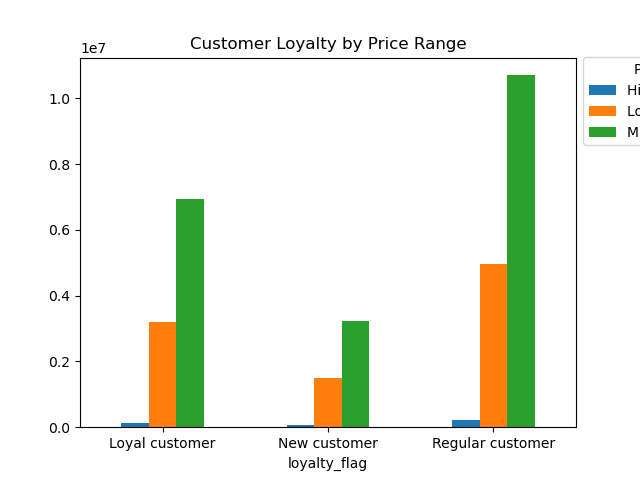 Customer Loyalty by Price Range
1e7
1.0
0.8
0.6
0.4
0.2
0.0
Loyal customer
New customer
Regular customer
loyalty_flag